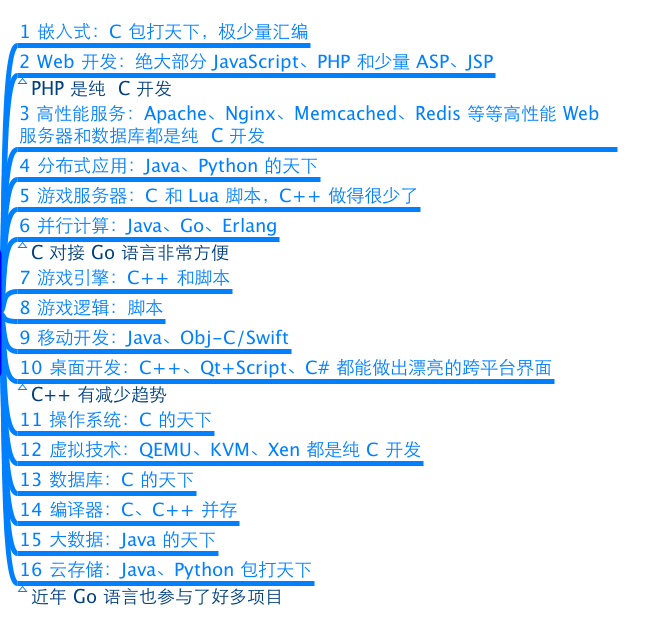 1 嵌入式：C 包打天下，极少量汇编
2 Web 开发：绝大部分 JavaScript、PHP 和少量 ASP、JSP
PHP 是纯 C 开发
3 高性能服务：Apache、Nginx、Memcached、Redis 等等高性能 Web
服务器和数据库都是纯 C 开发
4 分布式应用：Java、Python 的天下
5 游戏服务器：C 和 Lua 脚本，C++ 做得很少了
6 并行计算：Java、Go、Erlang
C 对接 Go 语言非常方便
7 游戏引擎：C++ 和脚本
8 游戏逻辑：脚本
9 移动开发：Java、Obj-C/Swift
10 桌面开发：C++、Qt+Script、C# 都能做出漂亮的跨平台界面
C++ 有减少趋势
11 操作系统：C 的天下
12 虚拟技术：QEMU、KVM、Xen 都是纯 C 开发
13 数据库：C 的天下
14 编译器：C、C++ 并存
15 大数据：Java 的天下
16 云存储：Java、Python 包打天下
近年 Go 语言也参与了好多项目